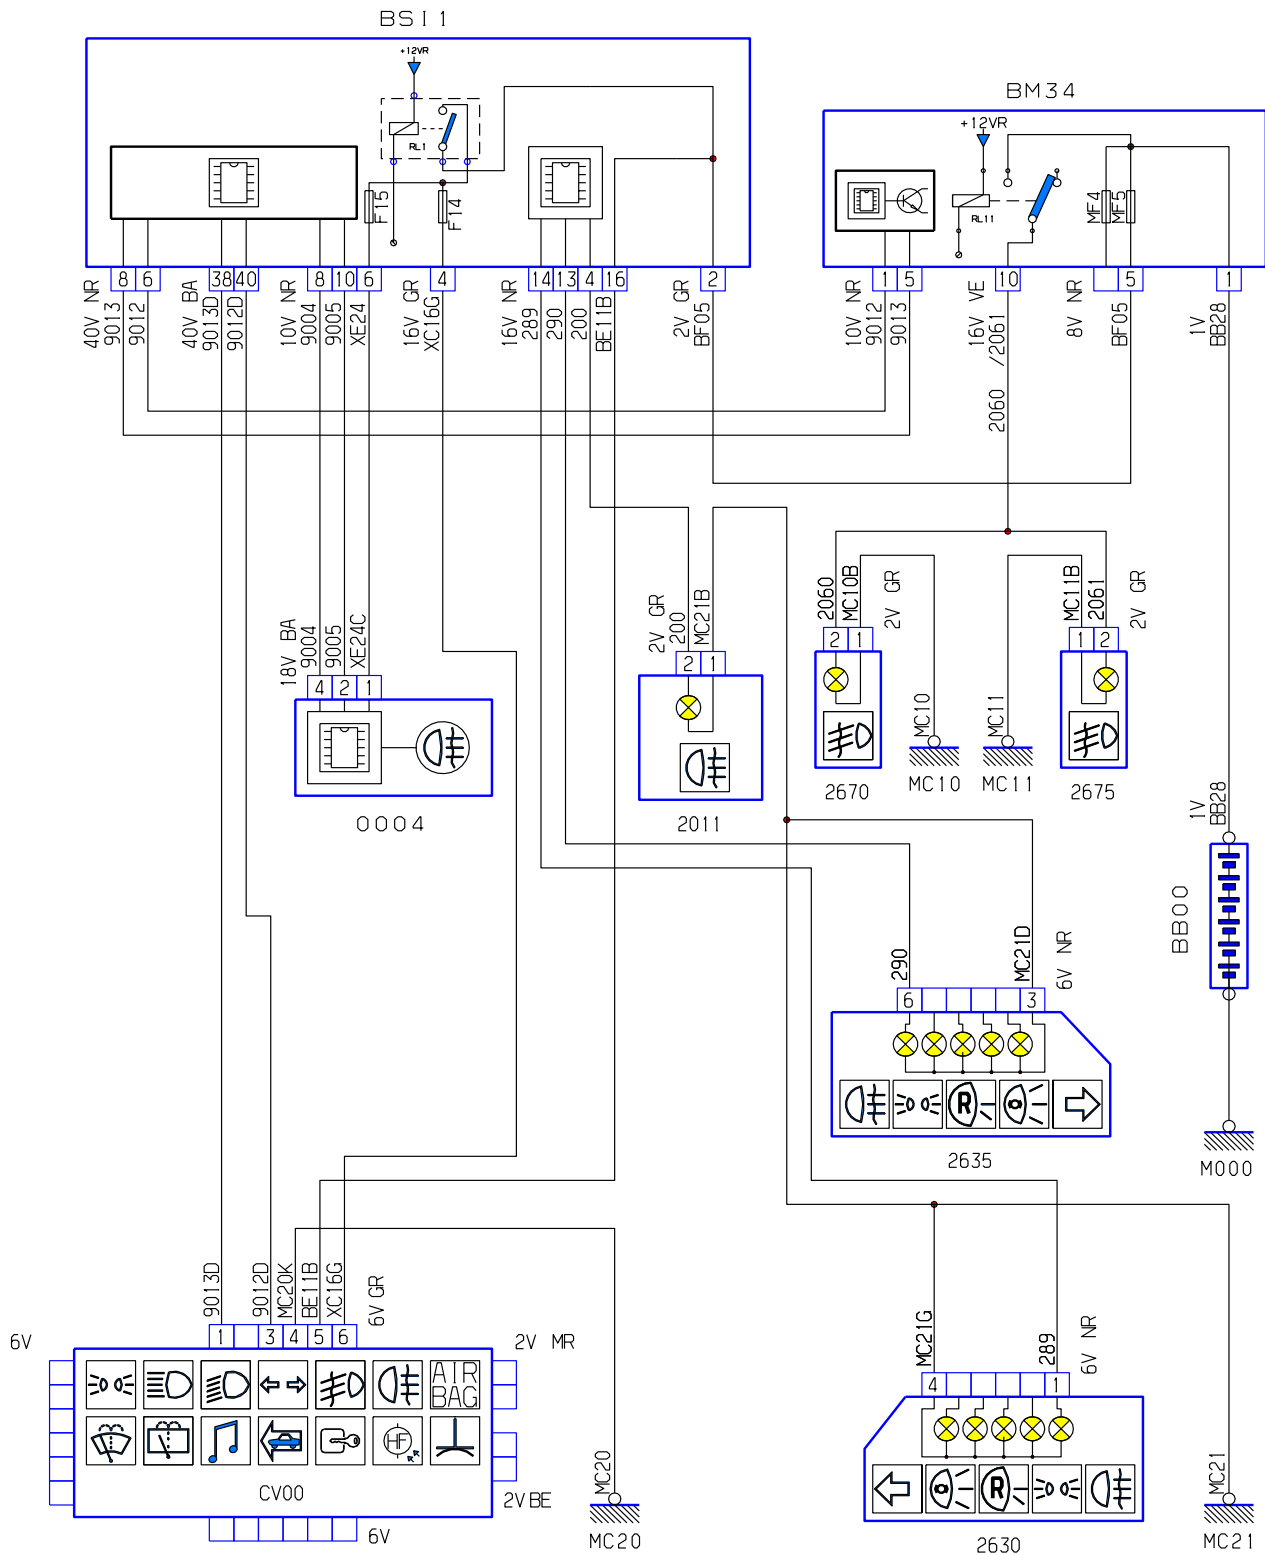 BSI1
+12VR
RL1
F15
F14
8 6 38 40 8 10 6 4 14 13 4 16 2
40V NR
9013
9012
40V BA
9013D
9012D
10V NR
9004
9005
XE24
16V GR
XC16G
16V NR
289
290
200
BE11B
2V GR
BF05
BM34
+12VR
RL11
MF4
MF5
1 5 10 5 1
10V NR
9012
9013
16V VE
2060 /2061
8V NR
BF05
1V
BB28
18V BA
9004
9005
XE24C
4 2 1
0004
2V GR
200
MC21B
2 1
2011
2060
MC10B
2V GR
2 1
2670
MC10
MC10
MC11
MC11
MC11B
2061
2V GR
1 2
2675
1V
BB28
BB00
M000
290
MC21D
6V NR
6 3
R
2635
9013D
9012D
MC20K
BE11B
XC16G
6V GR
1 3 4 5 6
6V
2V MR
AIR
BAG
HF
CV00
2V BE
6V
MC20
MC20
MC21G
289
6V NR
4 1
R
2630
MC21
MC21